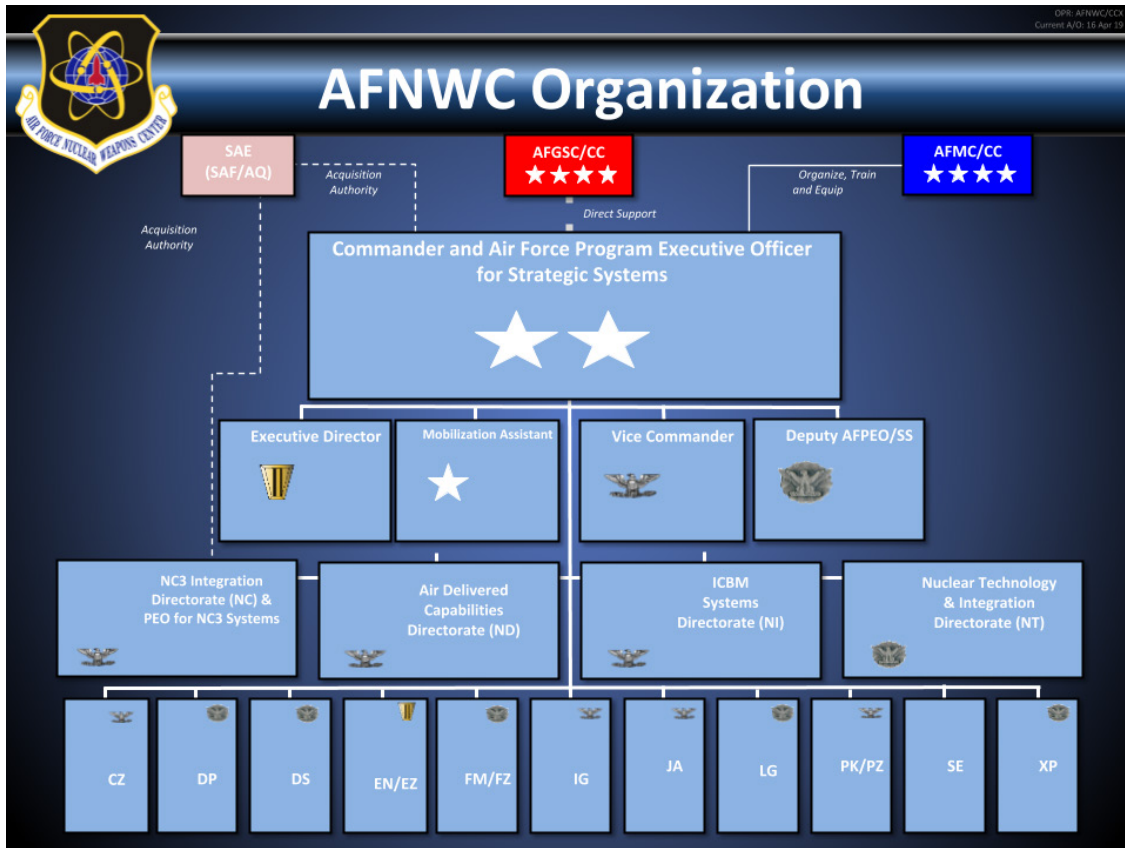 OPR: AFNWC/CCX
Current A/O: 16 Apr 19
AFNWC Organization
AIR FORCE NUCLEAR WEAPONS CENTER
SAE
(SAF/AQ)
Acquisition
Authority
AFGSC/CC
AFMC/CC
Organize, Train
and Equip
Direct Support
Acquisition
Authority
Commander and Air Force Program Executive Officer
for Strategic Systems
Executive Director
Mobilization Assistant
Vice Commander
Deputy AFPEO/SS
NC3 Integration
Directorate (NC) &
PEO for NC3 Systems
Air Delivered
Capabilities
Directorate (ND)
ICBM
Systems
Directorate (NI)
Nuclear Technology
& Integration
Directorate (NT)
CZ
DP
DS
EN/EZ
FM/FZ
IG
JA
LG
PK/PZ
SE
XP